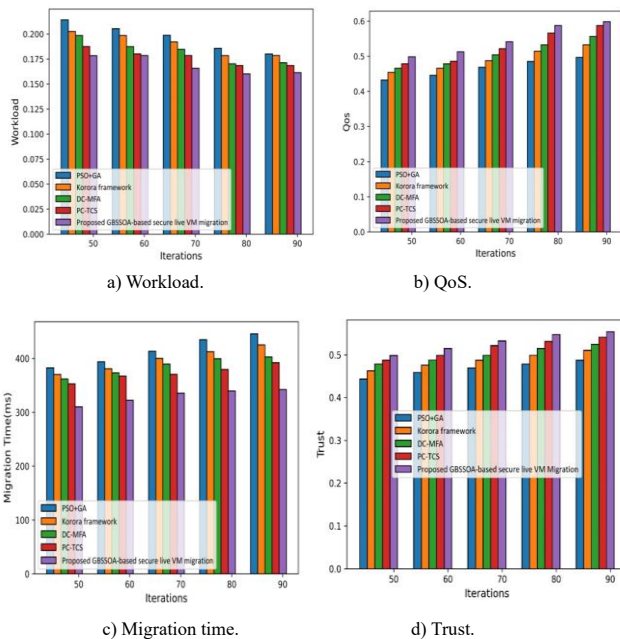 0.200
0.175
0.150
0.125
0.100
0.075
0.050
0.025
0.000
Workload
PSO+GA
Korora framework
DC-MFA
PC-TCS
Proposed GBSSOA-based secure live VM migration
50 60 70 80 90
Iterations
a) Workload.
0.6
0.5
0.4
0.3
0.2
0.1
0.0
Qos
PSO+GA
Korora framework
DC-MFA
PC-TCS
Proposed GBSSOA-based secure live VM migration
50 60 70 80 90
Iterations
b) QoS.
400
300
200
100
0
Migration Time(ms)
PSO+GA
Korora framework
DC-MFA
PC-TCS
Proposed GBSSOA-based secure live VM migration
50 60 70 80 90
Iterations
c) Migration time.
0.5
0.4
0.3
0.2
0.1
0.0
Trust
PSO+GA
Korora framework
DC-MFA
PC-TCS
Proposed GBSSOA-based secure live VM Migration
50 60 70 80 90
Iterations
d) Trust.